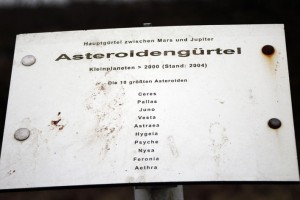 Hauptgürtel zwischen Mars und Jupiter
Asteroidengürtel
Kleinplaneten > 2000 (Stand: 2004)
Die 10 größten Asteroiden
Ceres
Pallas
Juno
Vesta
Astraea
Hygeia
Psyche
Nysa
Feronia
Aethra